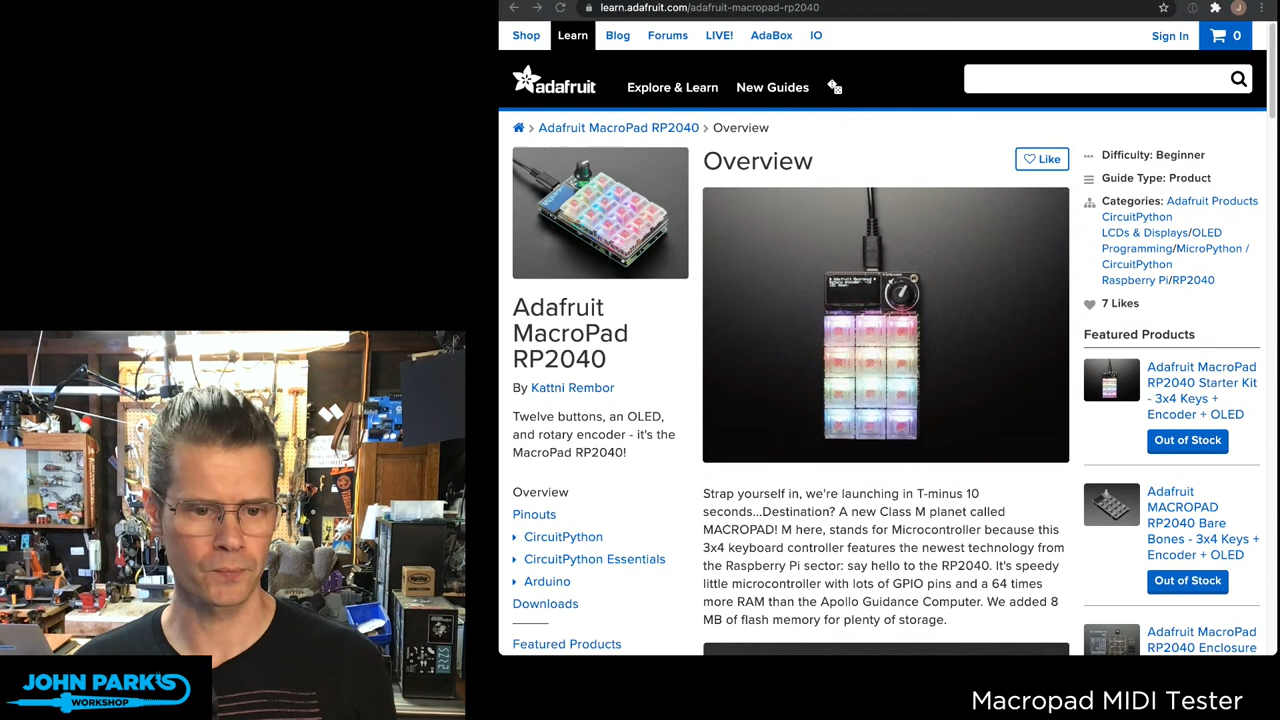 learn.adafruit.com/adafruit-macropad-rp2040
J
Shop
Learn
Blog
Forums
LIVE!
AdaBox
IO
Sign In
0
adafruit
Explore & Learn
New Guides
Adafruit MacroPad RP2040
Overview
Adafruit
MacroPad
RP2040
By Kattni Rembor
Twelve buttons, an OLED,
and rotary encoder - it's the
MacroPad RP2040!
Overview
Pinouts
CircuitPython
CircuitPython Essentials
Arduino
Downloads
Featured Products
Overview
Like
Strap yourself in, we're launching in T-minus 10
seconds...Destination? A new Class M planet called
MACROPAD! M here, stands for Microcontroller because this
3x4 keyboard controller features the newest technology from
the Raspberry Pi sector: say hello to the RP2040. It's speedy
little microcontroller with lots of GPIO pins and a 64 times
more RAM than the Apollo Guidance Computer. We added 8
MB of flash memory for plenty of storage.
Difficulty: Beginner
Guide Type: Product
Categories: Adafruit Products
CircuitPython
LCDs & Displays/OLED
Programming/MicroPython /
CircuitPython
Raspberry Pi/RP2040
7 Likes
Featured Products
Adafruit MacroPad
RP2040 Starter Kit
- 3x4 Keys +
Encoder + OLED
Out of Stock
Adafruit
MACROPAD
RP2040 Bare
Bones - 3x4 Keys +
Encoder + OLED
Out of Stock
Adafruit MacroPad
RP2040 Enclosure
JOHN PARK'S
WORKSHOP
Macropad MIDI Tester